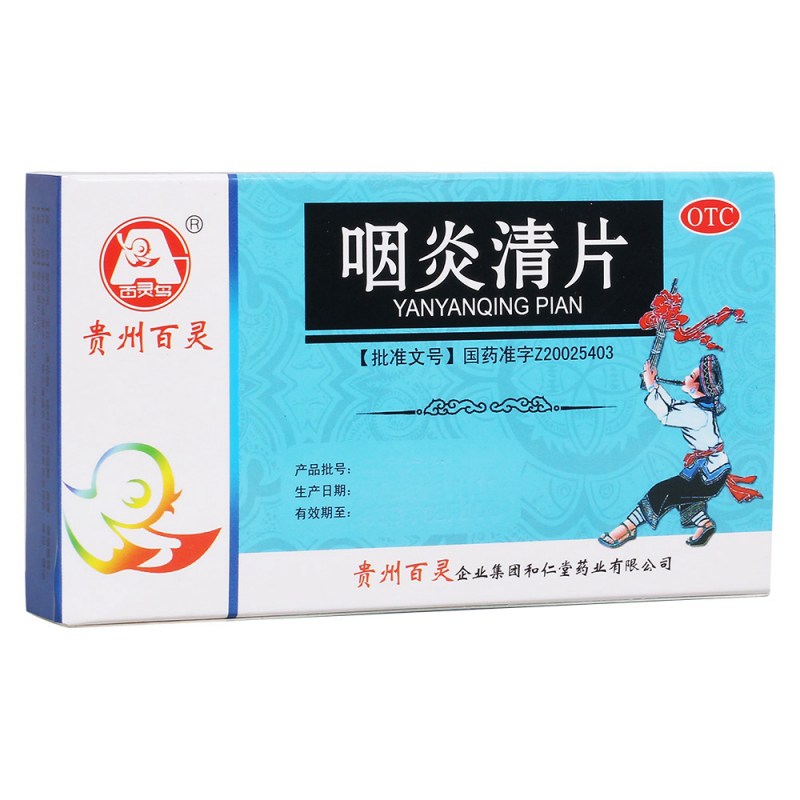 ®
百灵鸟
贵州百灵
OTC
咽炎清片
YANYANQING PIAN
【批准文号】国药准字Z20025403
产品批号：
生产日期：
有效期至：
贵州百灵企业集团和仁堂药业有限公司